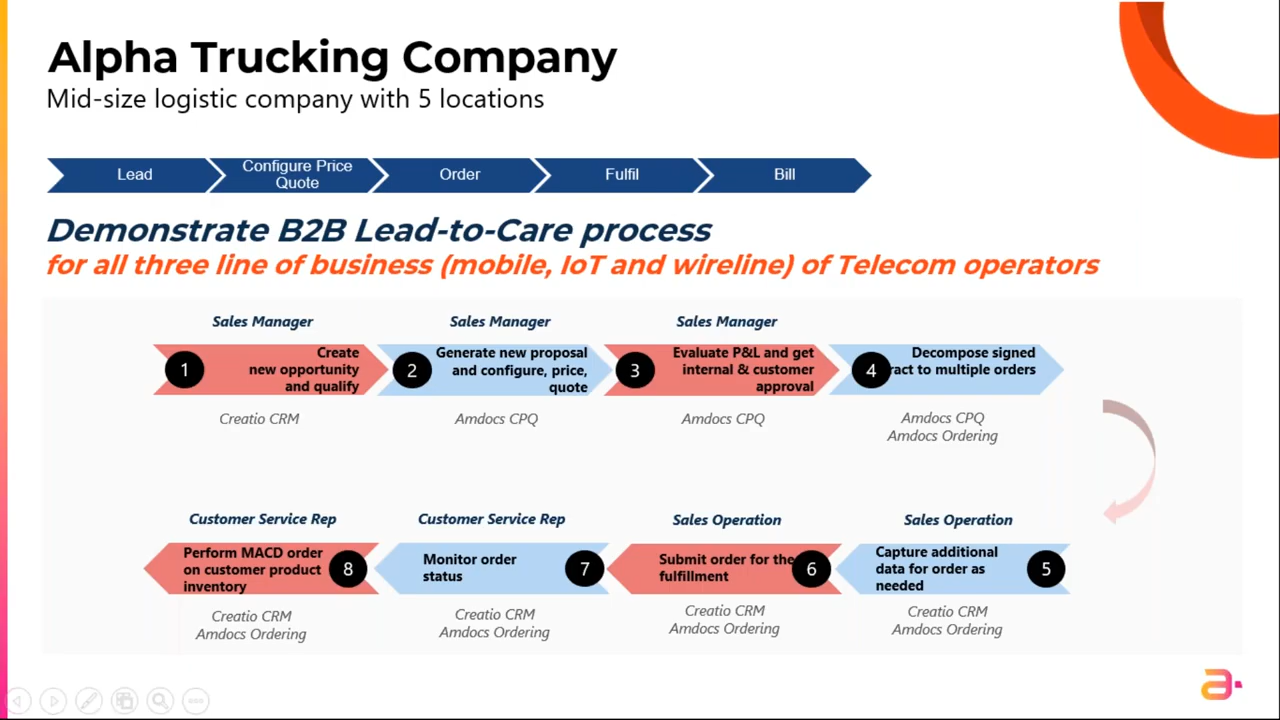 Alpha Trucking Company
Mid-size logistic company with 5 locations
Lead
Configure Price
Quote
Order
Fulfil
Bill
Demonstrate B2B Lead-to-Care process
for all three line of business (mobile, IoT and wireline) of Telecom operators
Sales Manager
Sales Manager
Sales Manager
1
Create
new opportunity
and qualify
2
Generate new proposal
and configure, price,
quote
3
Evaluate P&L and get
internal & customer
approval
4
Decompose signed
ract to multiple orders
Creatio CRM
Amdocs CPQ
Amdocs CPQ
Amdocs CPQ
Amdocs Ordering
Customer Service Rep
Customer Service Rep
Sales Operation
Sales Operation
Perform MACD order
on customer product
inventory
8
Monitor order
status
7
Submit order for the
fulfillment
6
Capture additional
data for order as
needed
5
Creatio CRM
Amdocs Ordering
Creatio CRM
Amdocs Ordering
Creatio CRM
Amdocs Ordering
Creatio CRM
Amdocs Ordering